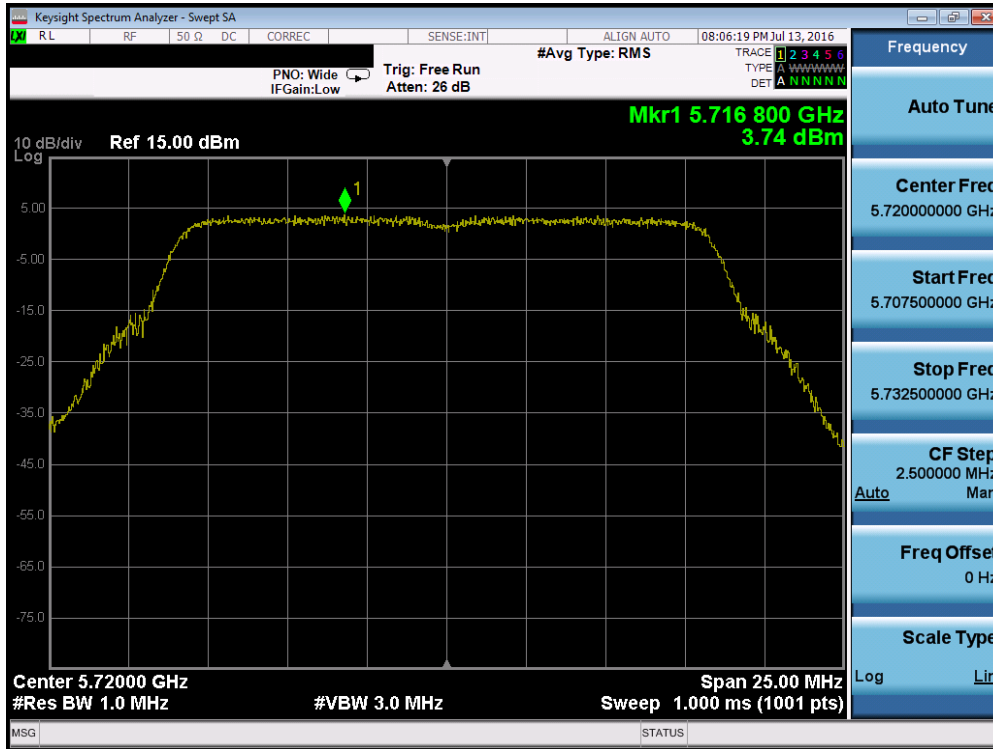 Keysight Spectrum Analyzer - Swept SA
LXI RL RF 50 Ω DC CORREC SENSE:INT ALIGN AUTO 08:06:19 PM Jul 13, 2016
Frequency
#Avg Type: RMS
TRACE 1 2 3 4 5 6
PNO: Wide Trig: Free Run
TYPE A WWWWW
IFGain:Low Atten: 26 dB
DET A N N N N N
Auto Tune
Mkr1 5.716 800 GHz
3.74 dBm
10 dB/div Ref 15.00 dBm
Log
1
5.00
-5.00
-15.0
-25.0
-35.0
-45.0
-55.0
-65.0
-75.0
Center Freq
5.720000000 GHz
Start Freq
5.707500000 GHz
Stop Freq
5.732500000 GHz
CF Step
2.500000 MHz
Auto Man
Freq Offset
0 Hz
Scale Type
Log Lin
Center 5.72000 GHz Span 25.00 MHz
#Res BW 1.0 MHz #VBW 3.0 MHz Sweep 1.000 ms (1001 pts)
MSG STATUS